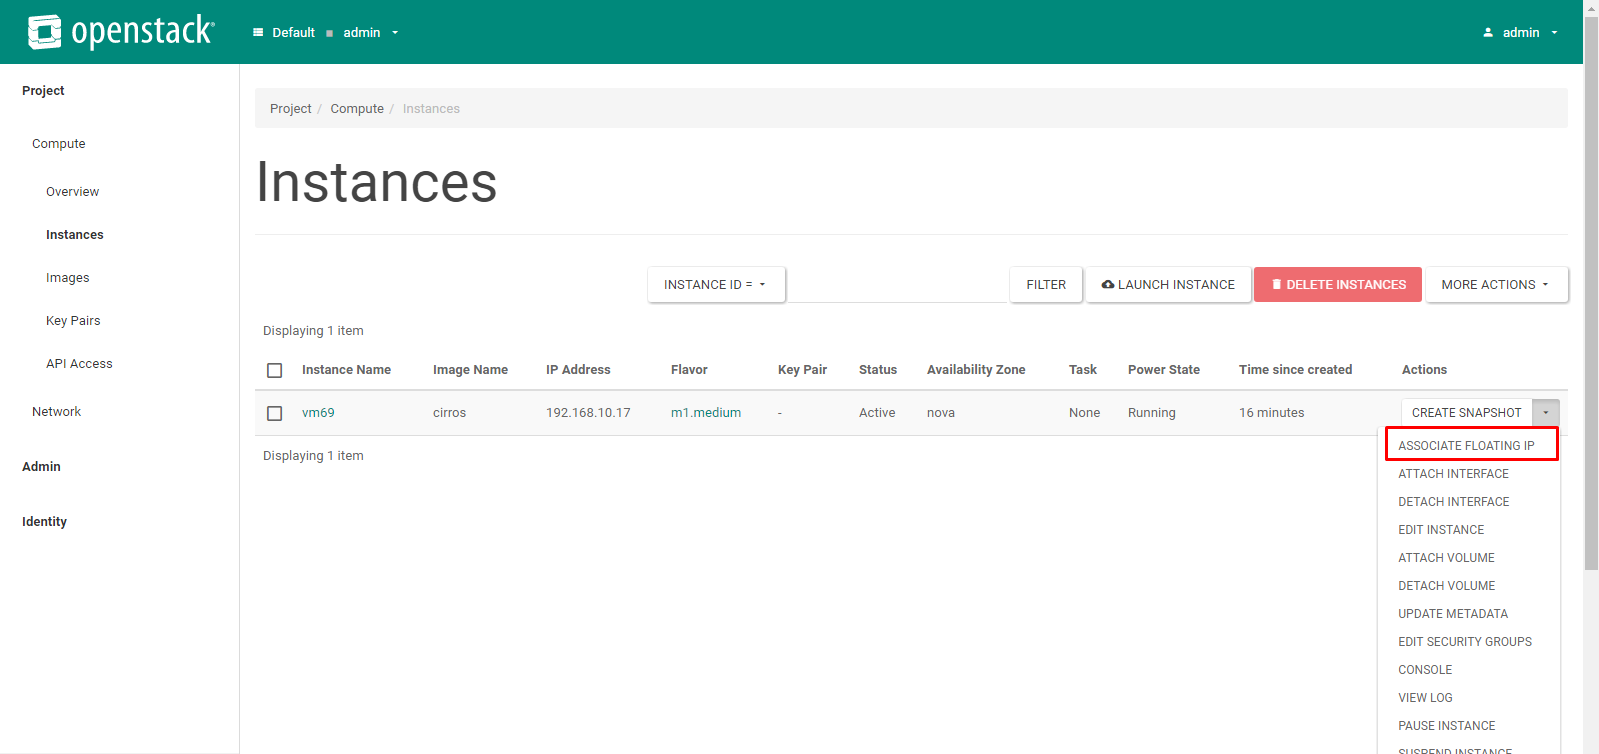 openstack® Default admin admin
Project
Project / Compute / Instances
Compute
Overview
Instances
Images
Key Pairs
API Access
Network
Admin
Identity
Instances
INSTANCE ID = FILTER LAUNCH INSTANCE DELETE INSTANCES MORE ACTIONS
Displaying 1 item
Instance Name Image Name IP Address Flavor Key Pair Status Availability Zone Task Power State Time since created Actions
vm69 cirros 192.168.10.17 m1.medium - Active nova None Running 16 minutes CREATE SNAPSHOT
Displaying 1 item
ASSOCIATE FLOATING IP
ATTACH INTERFACE
DETACH INTERFACE
EDIT INSTANCE
ATTACH VOLUME
DETACH VOLUME
UPDATE METADATA
EDIT SECURITY GROUPS
CONSOLE
VIEW LOG
PAUSE INSTANCE
SUSPEND INSTANCE